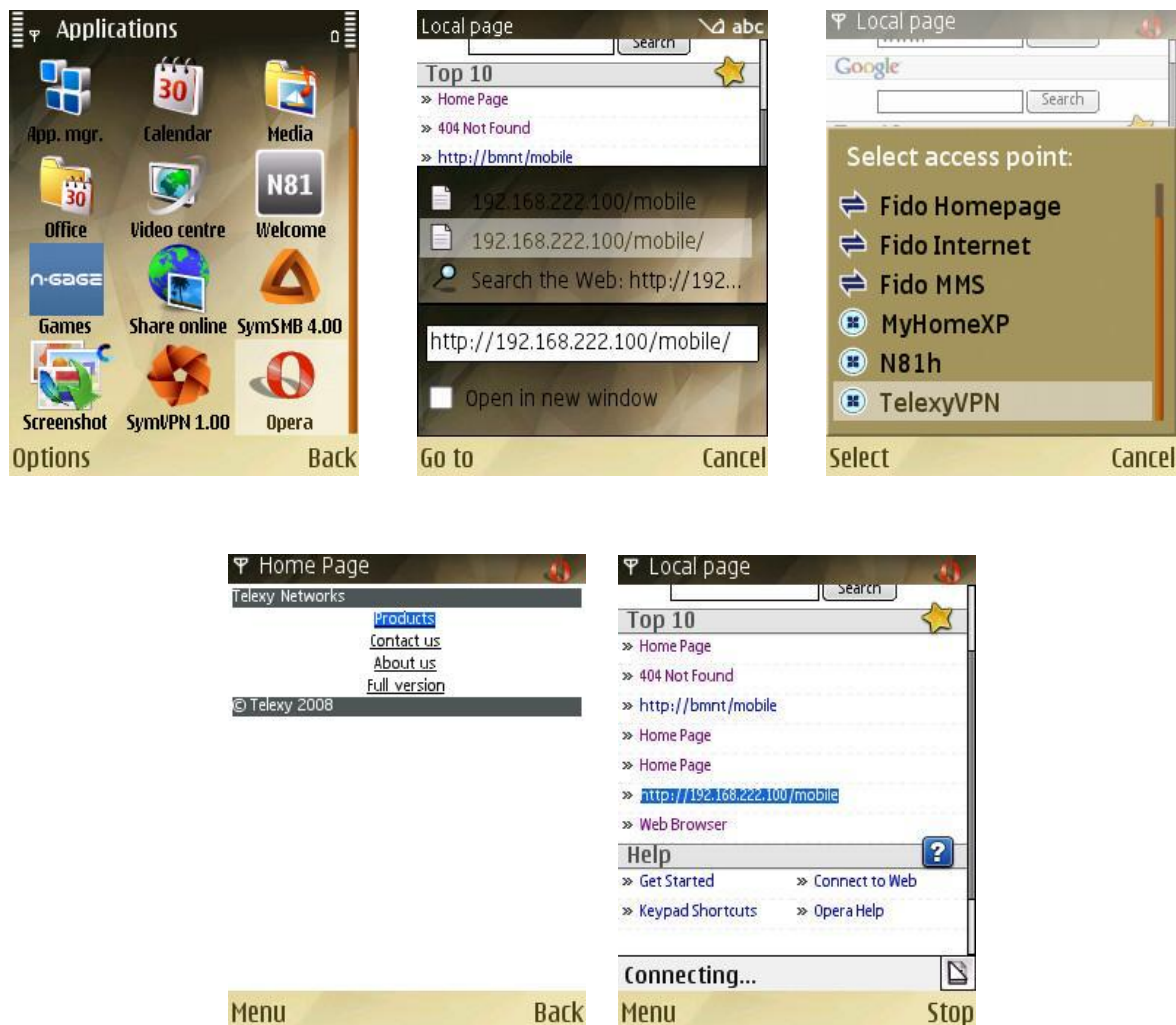 Applications
30
App. mgr. Calendar Media
30 N81
Office Video centre Welcome
n·gage
Games Share online SymSMB 4.00
C
Screenshot SymVPN 1.00 Opera
Options Back
Local page abc
Search
Top 10
» Home Page
» 404 Not Found
» http://bmnt/mobile
192.168.222.100/mobile
192.168.222.100/mobile/
Search the Web: http://192...
http://192.168.222.100/mobile/
Open in new window
Go to Cancel
Local page
Google
Search
Select access point:
Fido Homepage
Fido Internet
Fido MMS
MyHomeXP
N81h
TelexyVPN
Select Cancel
Home Page
Telexy Networks
Products
Contact us
About us
Full version
© Telexy 2008
Menu Back
Local page
Search
Top 10
» Home Page
» 404 Not Found
» http://bmnt/mobile
» Home Page
» Home Page
» http://192.168.222.100/mobile
» Web Browser
Help ?
» Get Started » Connect to Web
» Keypad Shortcuts » Opera Help
Connecting...
Menu Stop